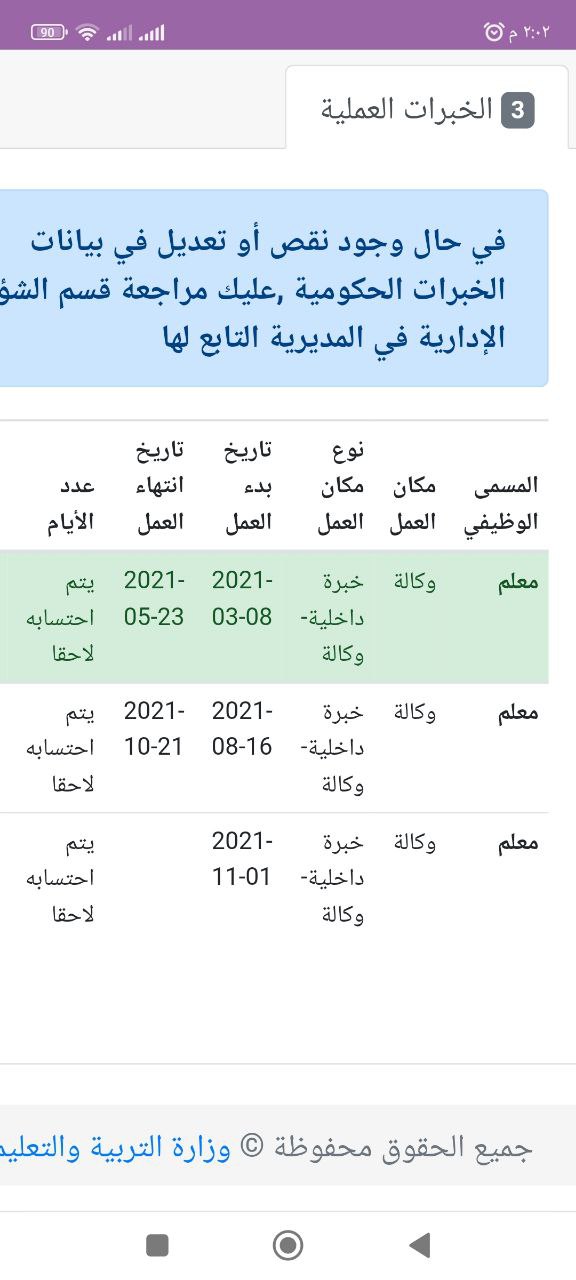 90
٢:٠٢ م
3 الخبرات العملية
في حال وجود نقص أو تعديل في بيانات
الخبرات الحكومية ,عليك مراجعة قسم
الإدارية في المديرية التابع لها
المسمى الوظيفي
مكان العمل
نوع مكان العمل
تاريخ بدء العمل
تاريخ انتهاء العمل
عدد الأيام
معلم وكالة خبرة 2021- 2021- يتم
داخلية- 03-08 05-23 احتسابه
وكالة لاحقا
معلم وكالة خبرة 2021- 2021- يتم
داخلية- 08-16 10-21 احتسابه
وكالة لاحقا
معلم وكالة خبرة 2021- يتم
داخلية- 11-01 احتسابه
وكالة لاحقا
جميع الحقوق محفوظة © وزارة التربية والتعليم